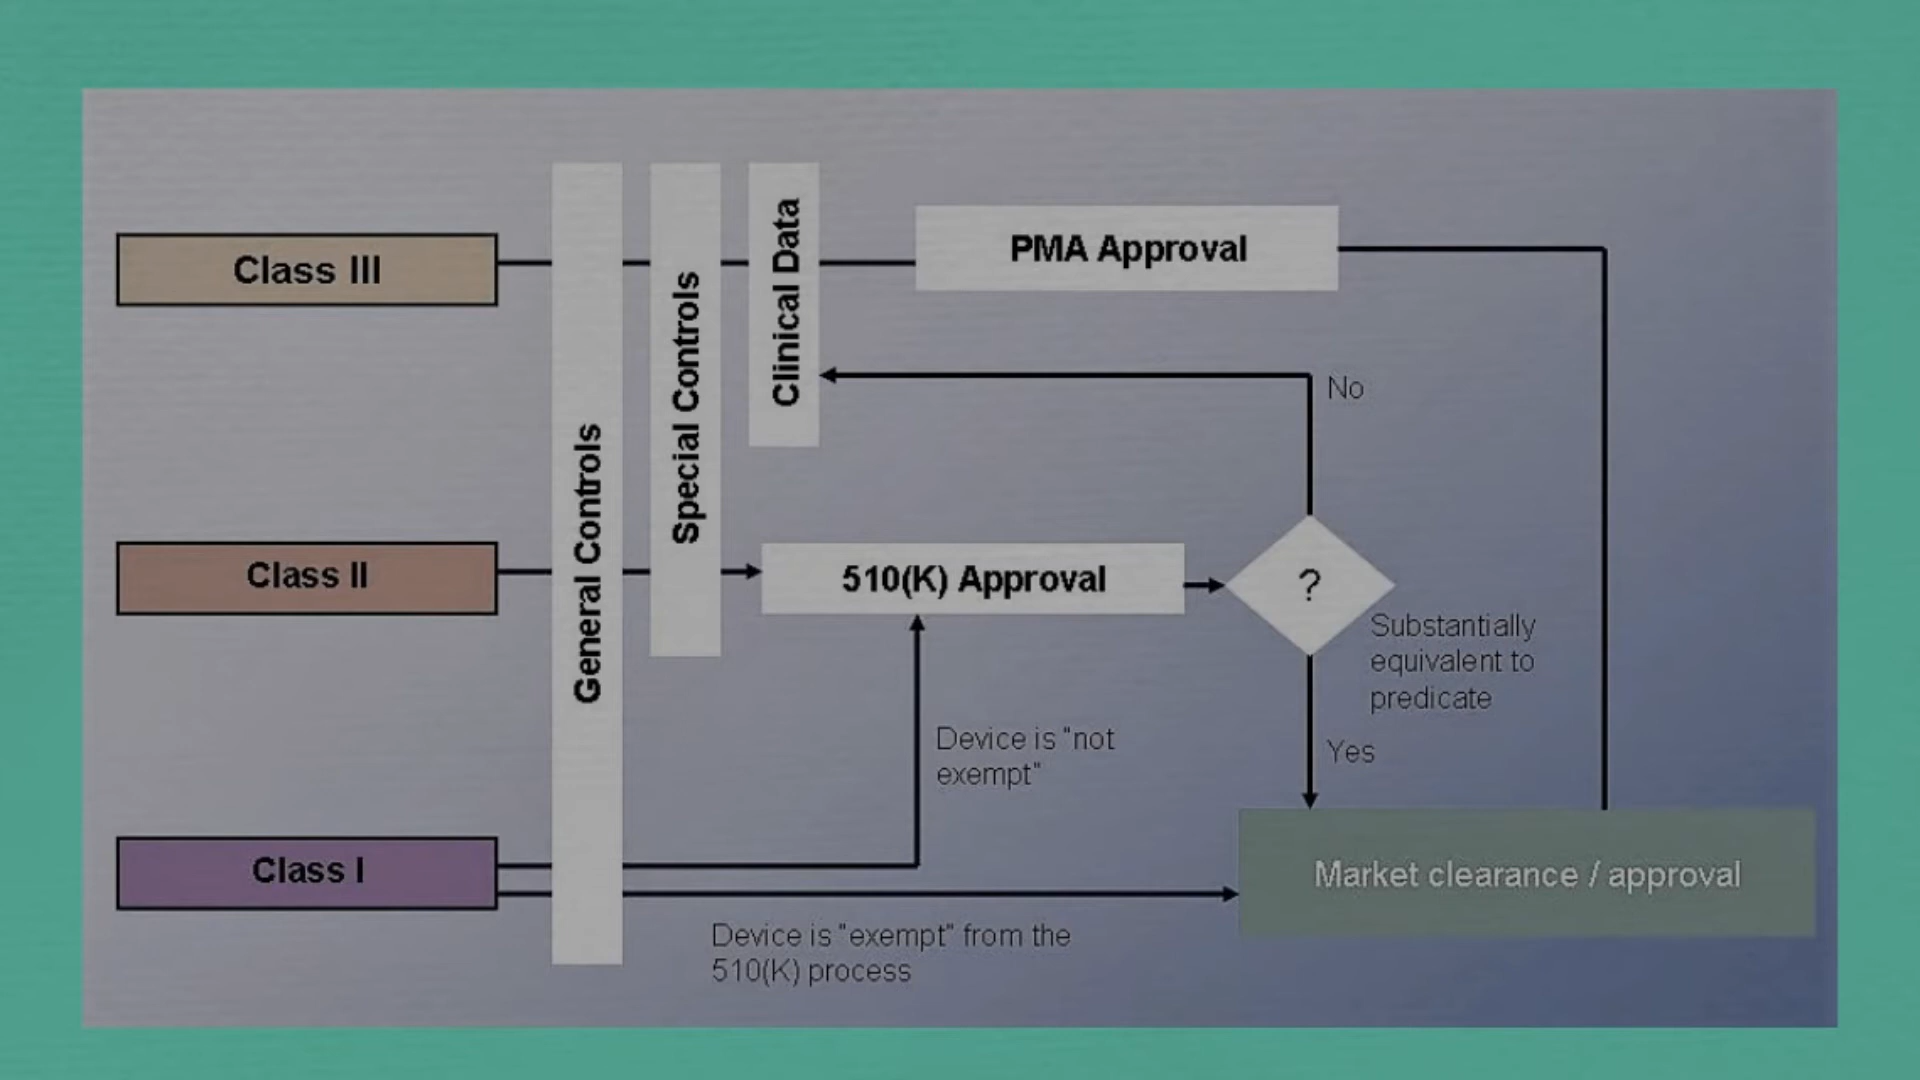 Class III
General Controls
Special Controls
Clinical Data
PMA Approval
No
Class II
510(K) Approval
?
Substantially
equivalent to
predicate
Device is "not
exempt"
Yes
Class I
Market clearance / approval
Device is "exempt" from the
510(K) process